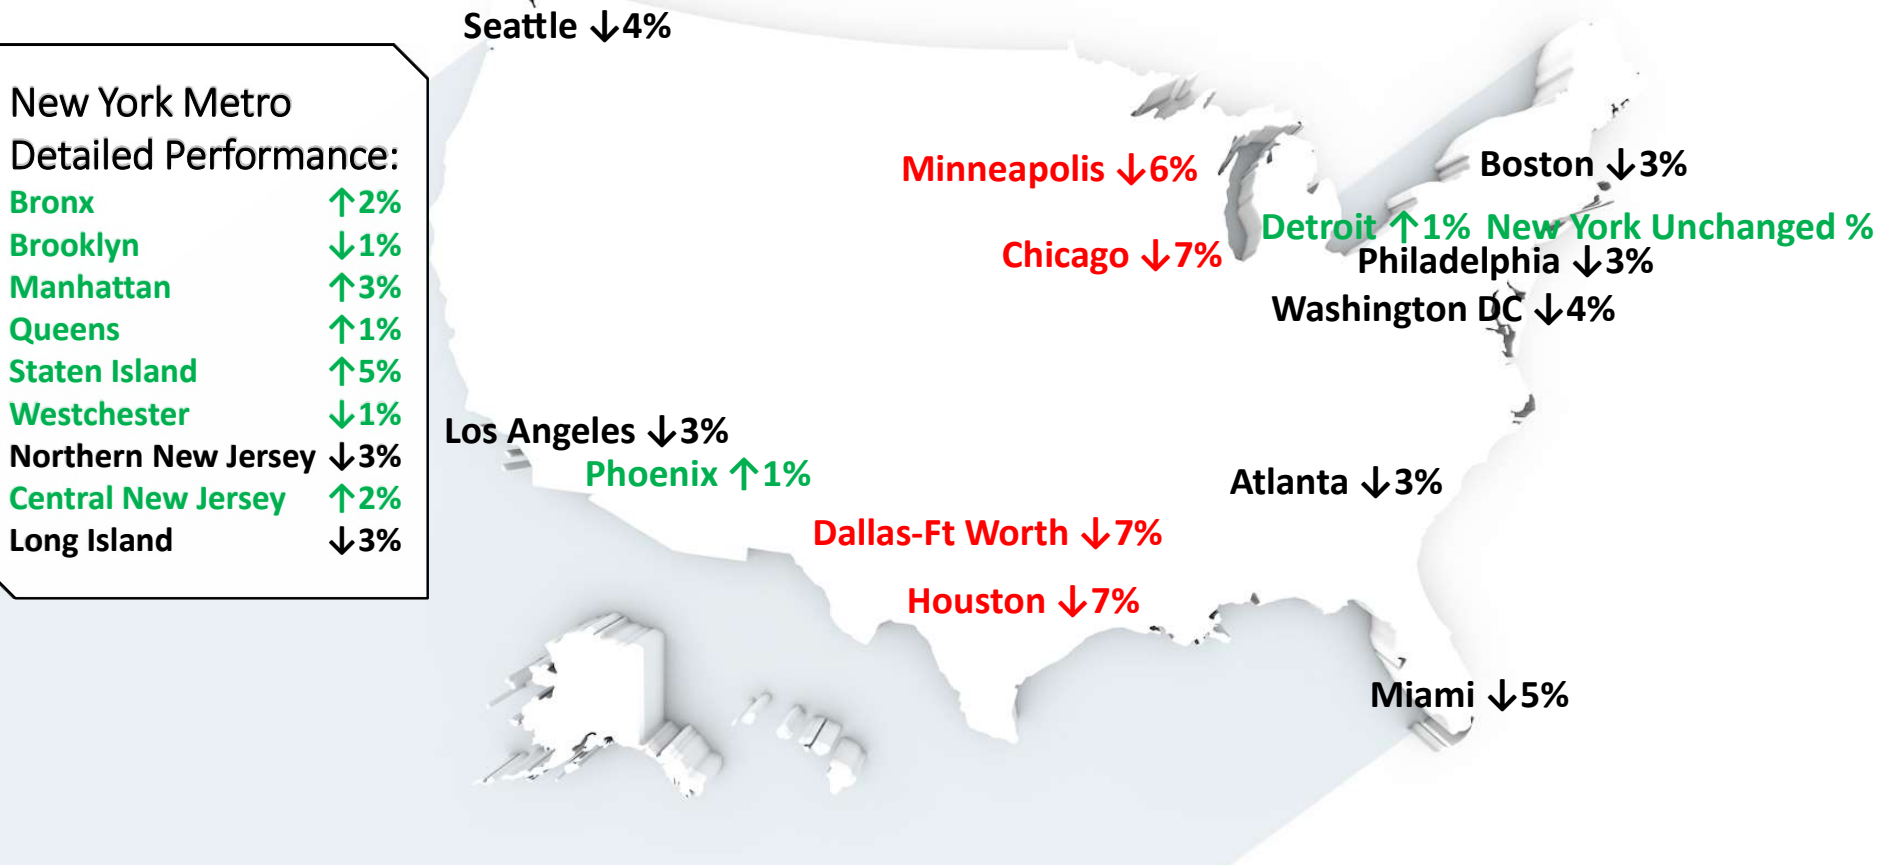 Seattle ↓4%
New York Metro
Detailed Performance:
Bronx ↑2%
Brooklyn ↓1%
Manhattan ↑3%
Queens ↑1%
Staten Island ↑5%
Westchester ↓1%
Northern New Jersey ↓3%
Central New Jersey ↑2%
Long Island ↓3%
Minneapolis ↓6%
Boston ↓3%
Detroit ↑1% New York Unchanged %
Chicago ↓7%
Philadelphia ↓3%
Washington DC ↓4%
Los Angeles ↓3%
Phoenix ↑1%
Atlanta ↓3%
Dallas-Ft Worth ↓7%
Houston ↓7%
Miami ↓5%